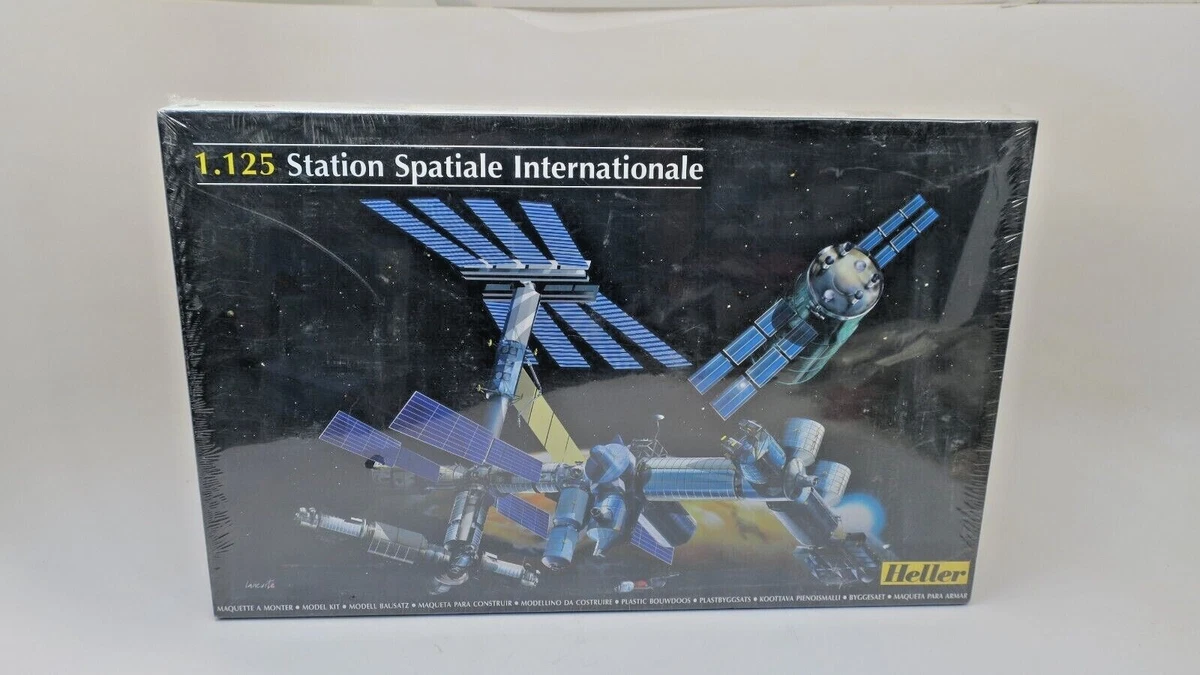 1.125 Station Spatiale Internationale
Heller
MAQUETTE A MONTER • MODEL KIT • MODELL BAUSATZ • MAQUETA PARA CONSTRUIR • MODELLINO DA COSTRUIRE • PLASTIC BOUWDOOS • PLASTBYGGSATS • KOOTTAVA PIENOISMALLI • BYGGESAET • MAQUETA PARA ARMAR